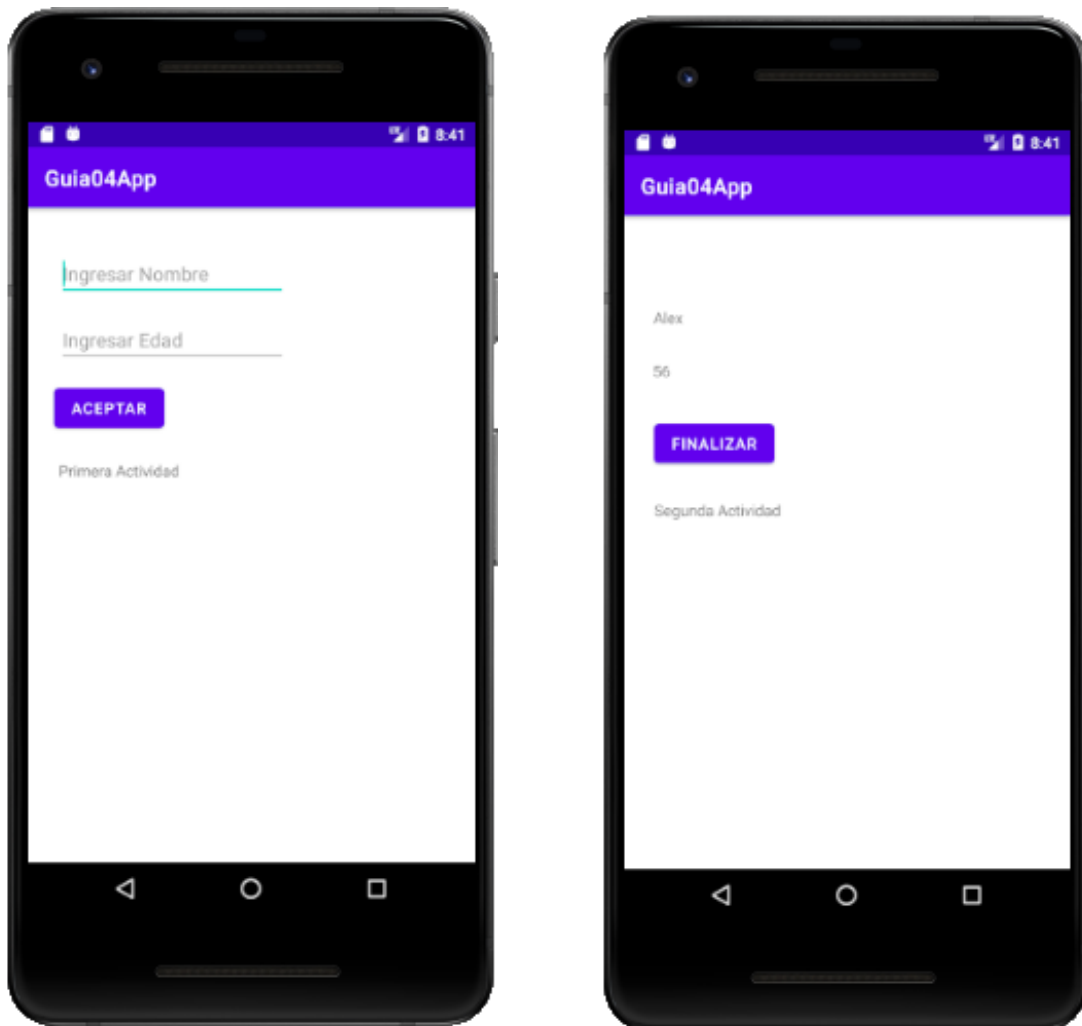 8:41
Guia04App
Ingresar Nombre
Ingresar Edad
ACEPTAR
Primera Actividad
8:41
Guia04App
Alex
56
FINALIZAR
Segunda Actividad